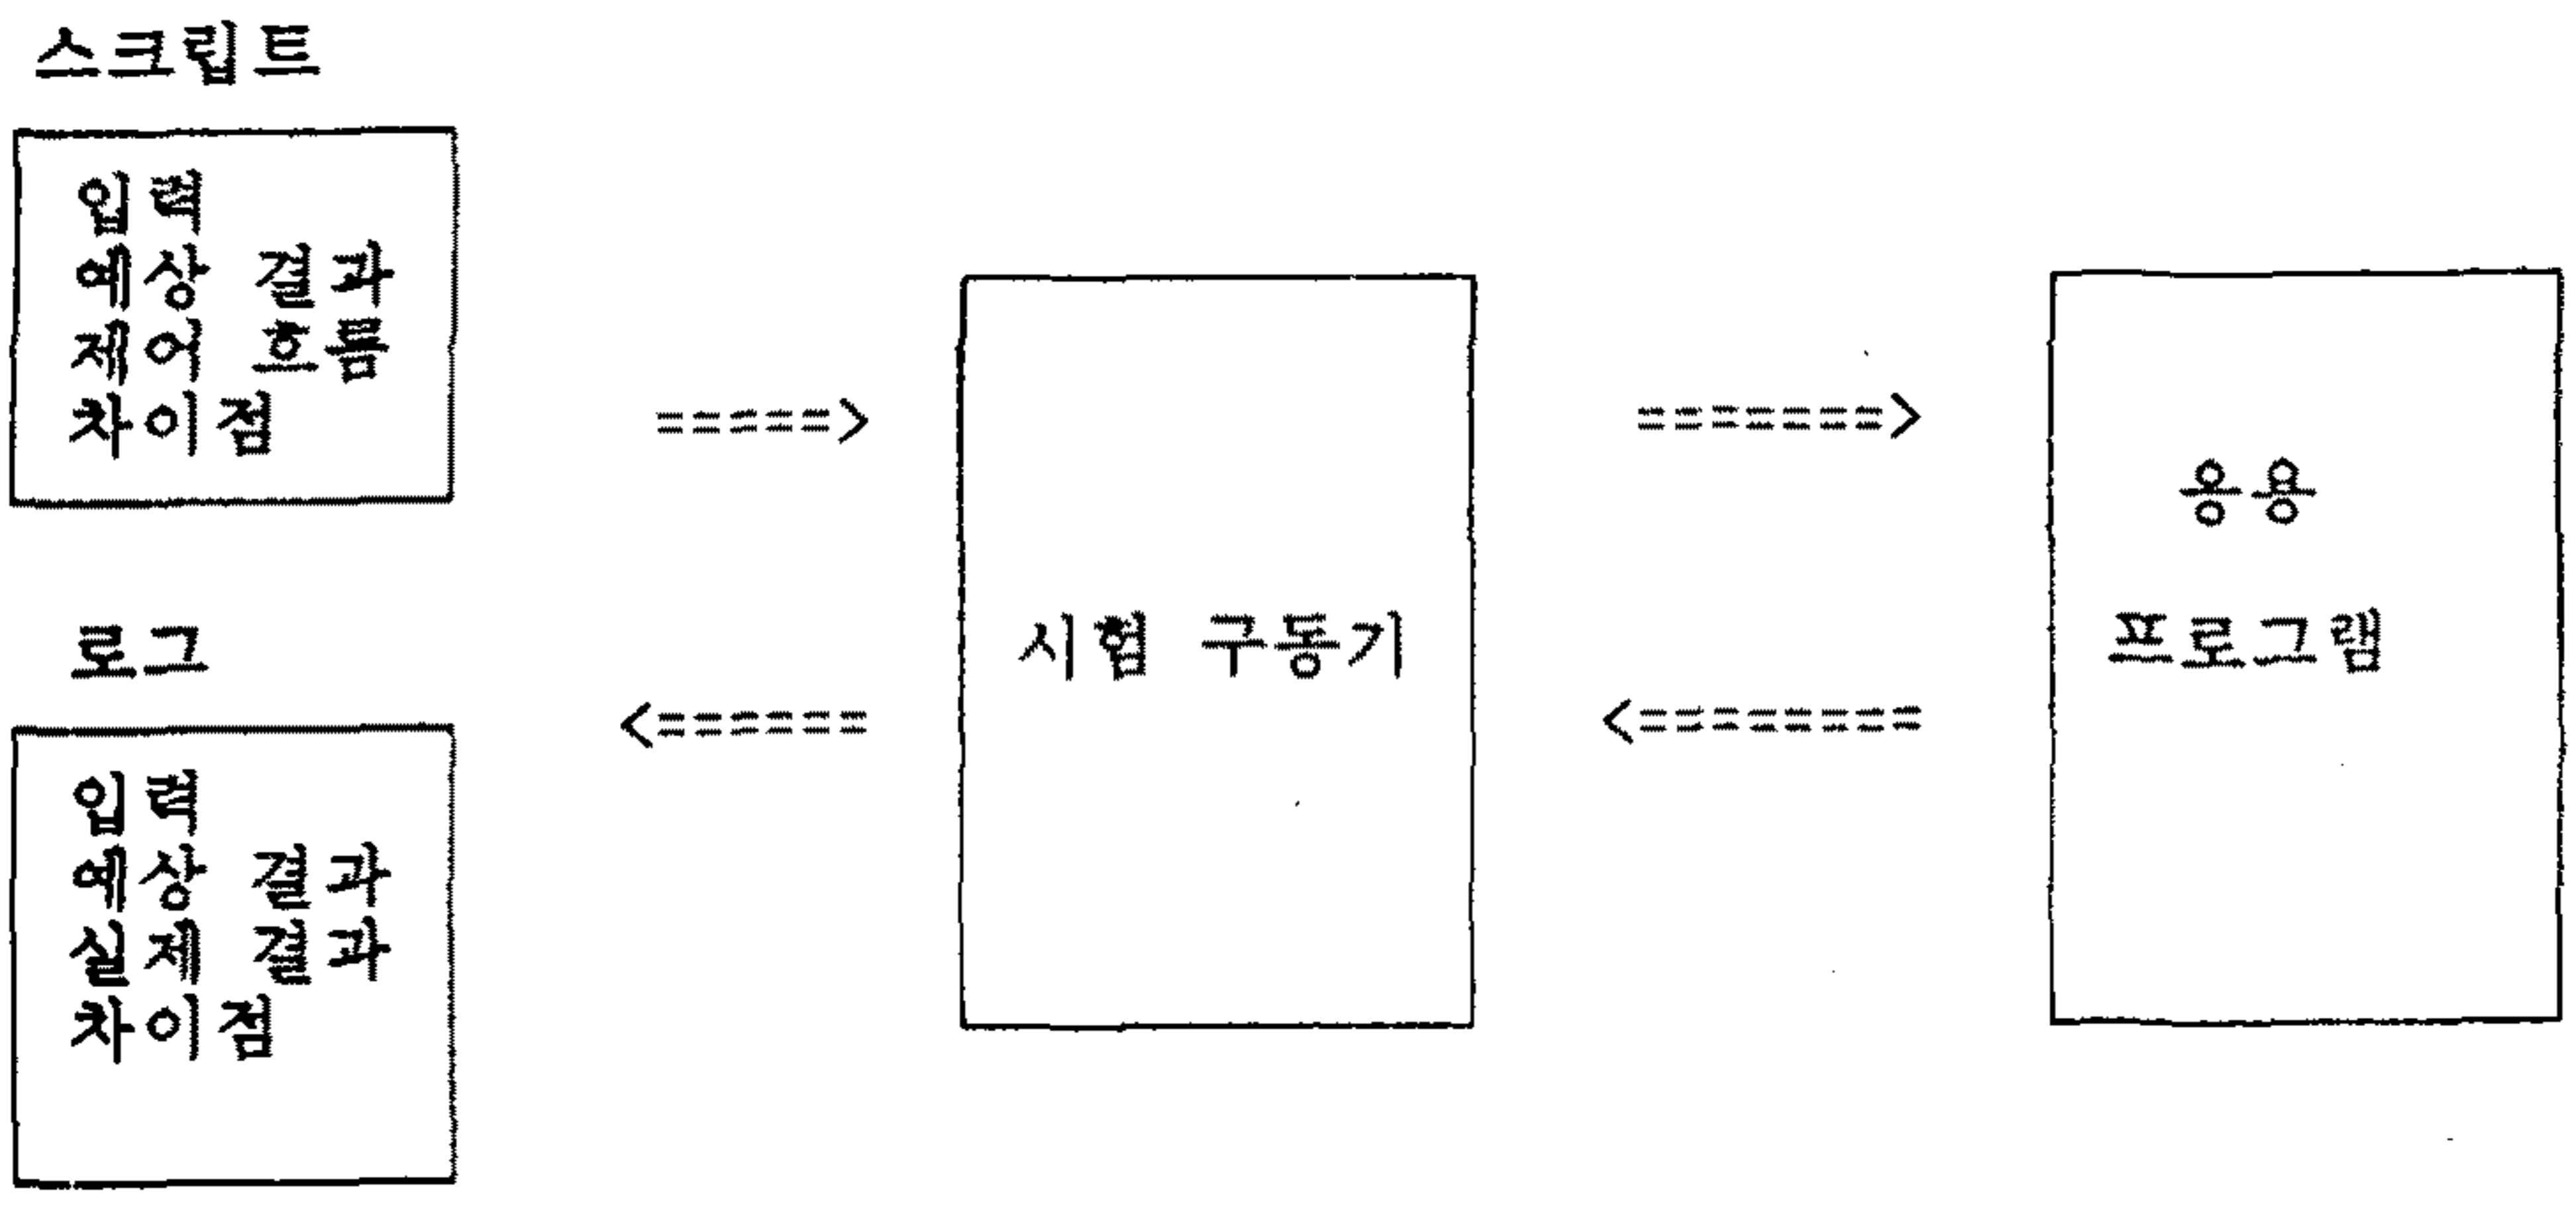 스크립트
입력
예상 결과
제어 흐름
차이점
=====>
로그
입력
예상 결과
실제 결과
차이점
<======
시험 구동기
=======>
<========
응용
프로그램